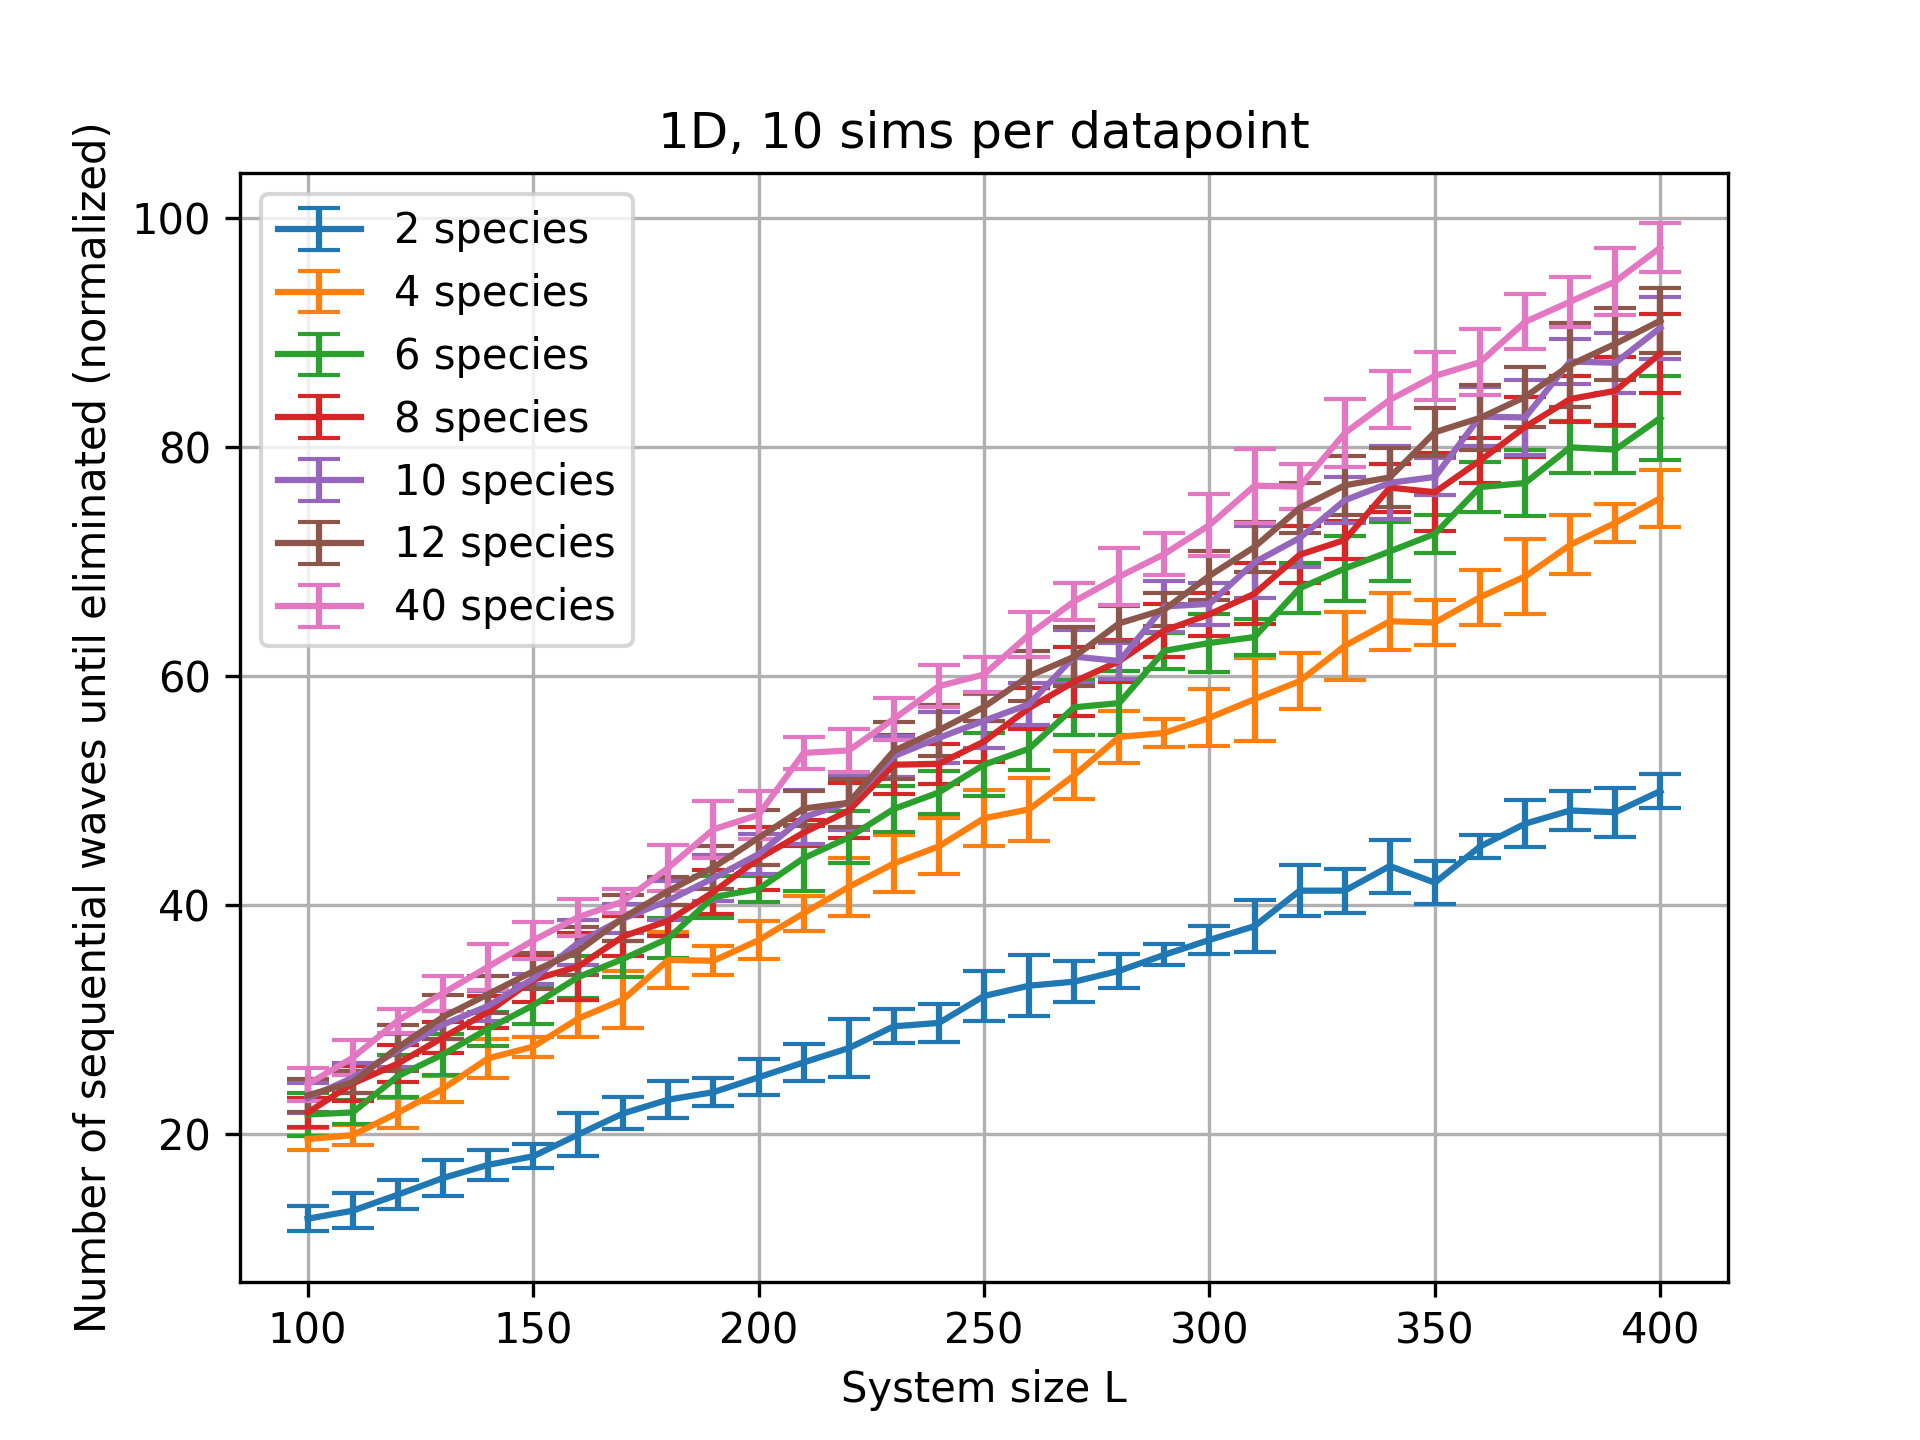 1D, 10 sims per datapoint
Number of sequential waves until eliminated (normalized)
100
80
60
40
20
2 species
4 species
6 species
8 species
10 species
12 species
40 species
100 150 200 250 300 350 400
System size L